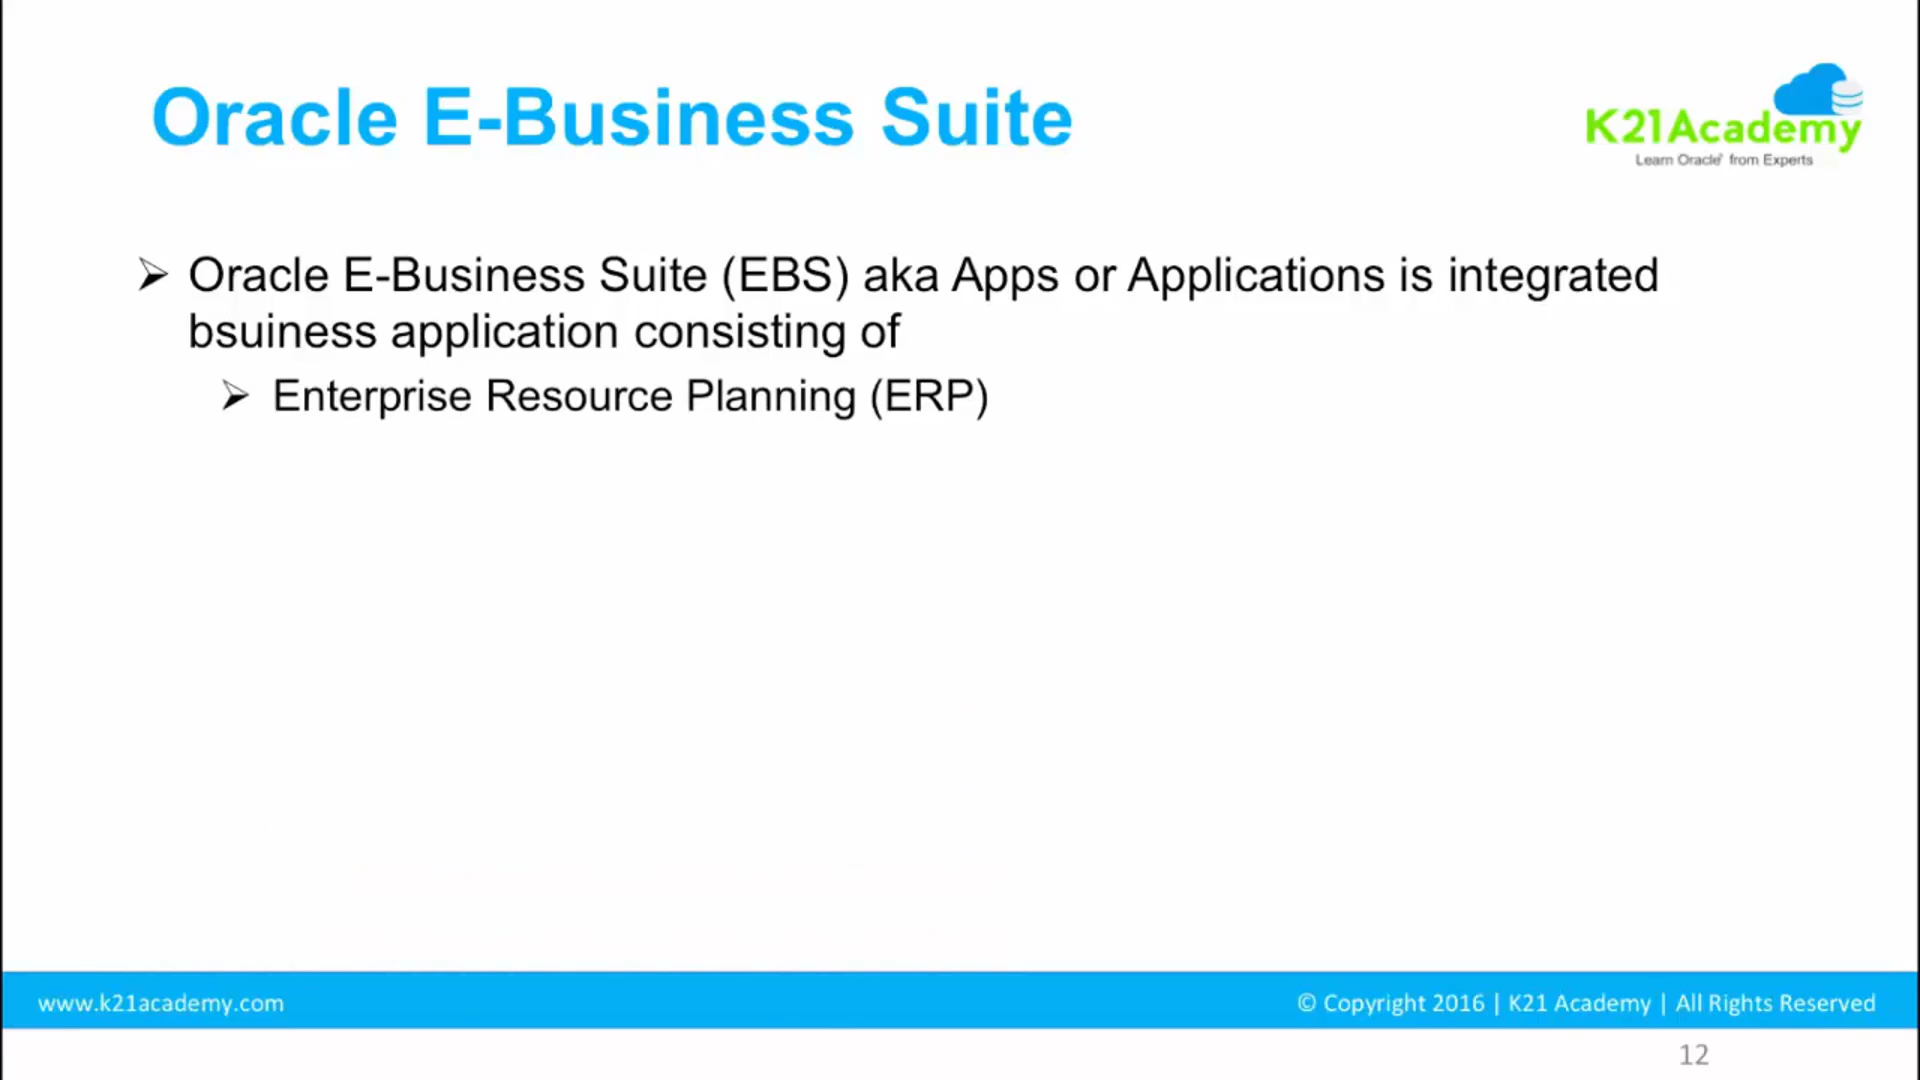 Oracle E-Business Suite
K21Academy
Learn Oracle® from Experts
➢ Oracle E-Business Suite (EBS) aka Apps or Applications is integrated
bsuiness application consisting of
➢ Enterprise Resource Planning (ERP)
www.k21academy.com
© Copyright 2016 | K21 Academy | All Rights Reserved
12